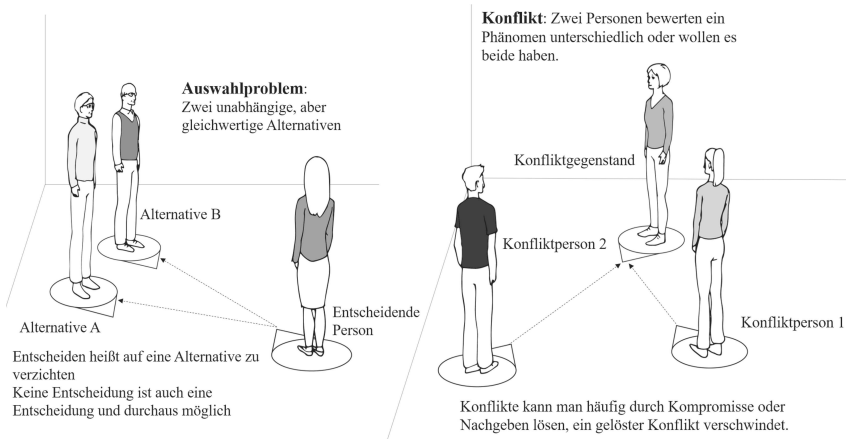 Auswahlproblem:
Zwei unabhängige, aber
gleichwertige Alternativen
Alternative B
Alternative A
Entscheidende
Person
Entscheiden heißt auf eine Alternative zu
verzichten
Keine Entscheidung ist auch eine
Entscheidung und durchaus möglich
Konflikt: Zwei Personen bewerten ein
Phänomen unterschiedlich oder wollen es
beide haben.
Konfliktgegenstand
Konfliktperson 2
Konfliktperson 1
Konflikte kann man häufig durch Kompromisse oder
Nachgeben lösen, ein gelöster Konflikt verschwindet.